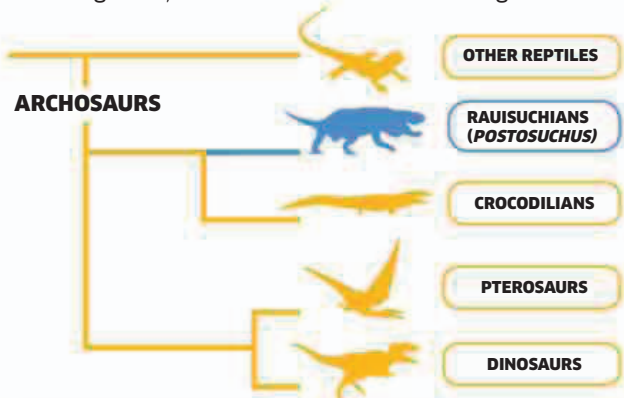 OTHER REPTILES
ARCHOSAURS
RAUISUCHIANS
(POSTOSUCHUS)
CROCODILIANS
PTEROSAURS
DINOSAURS